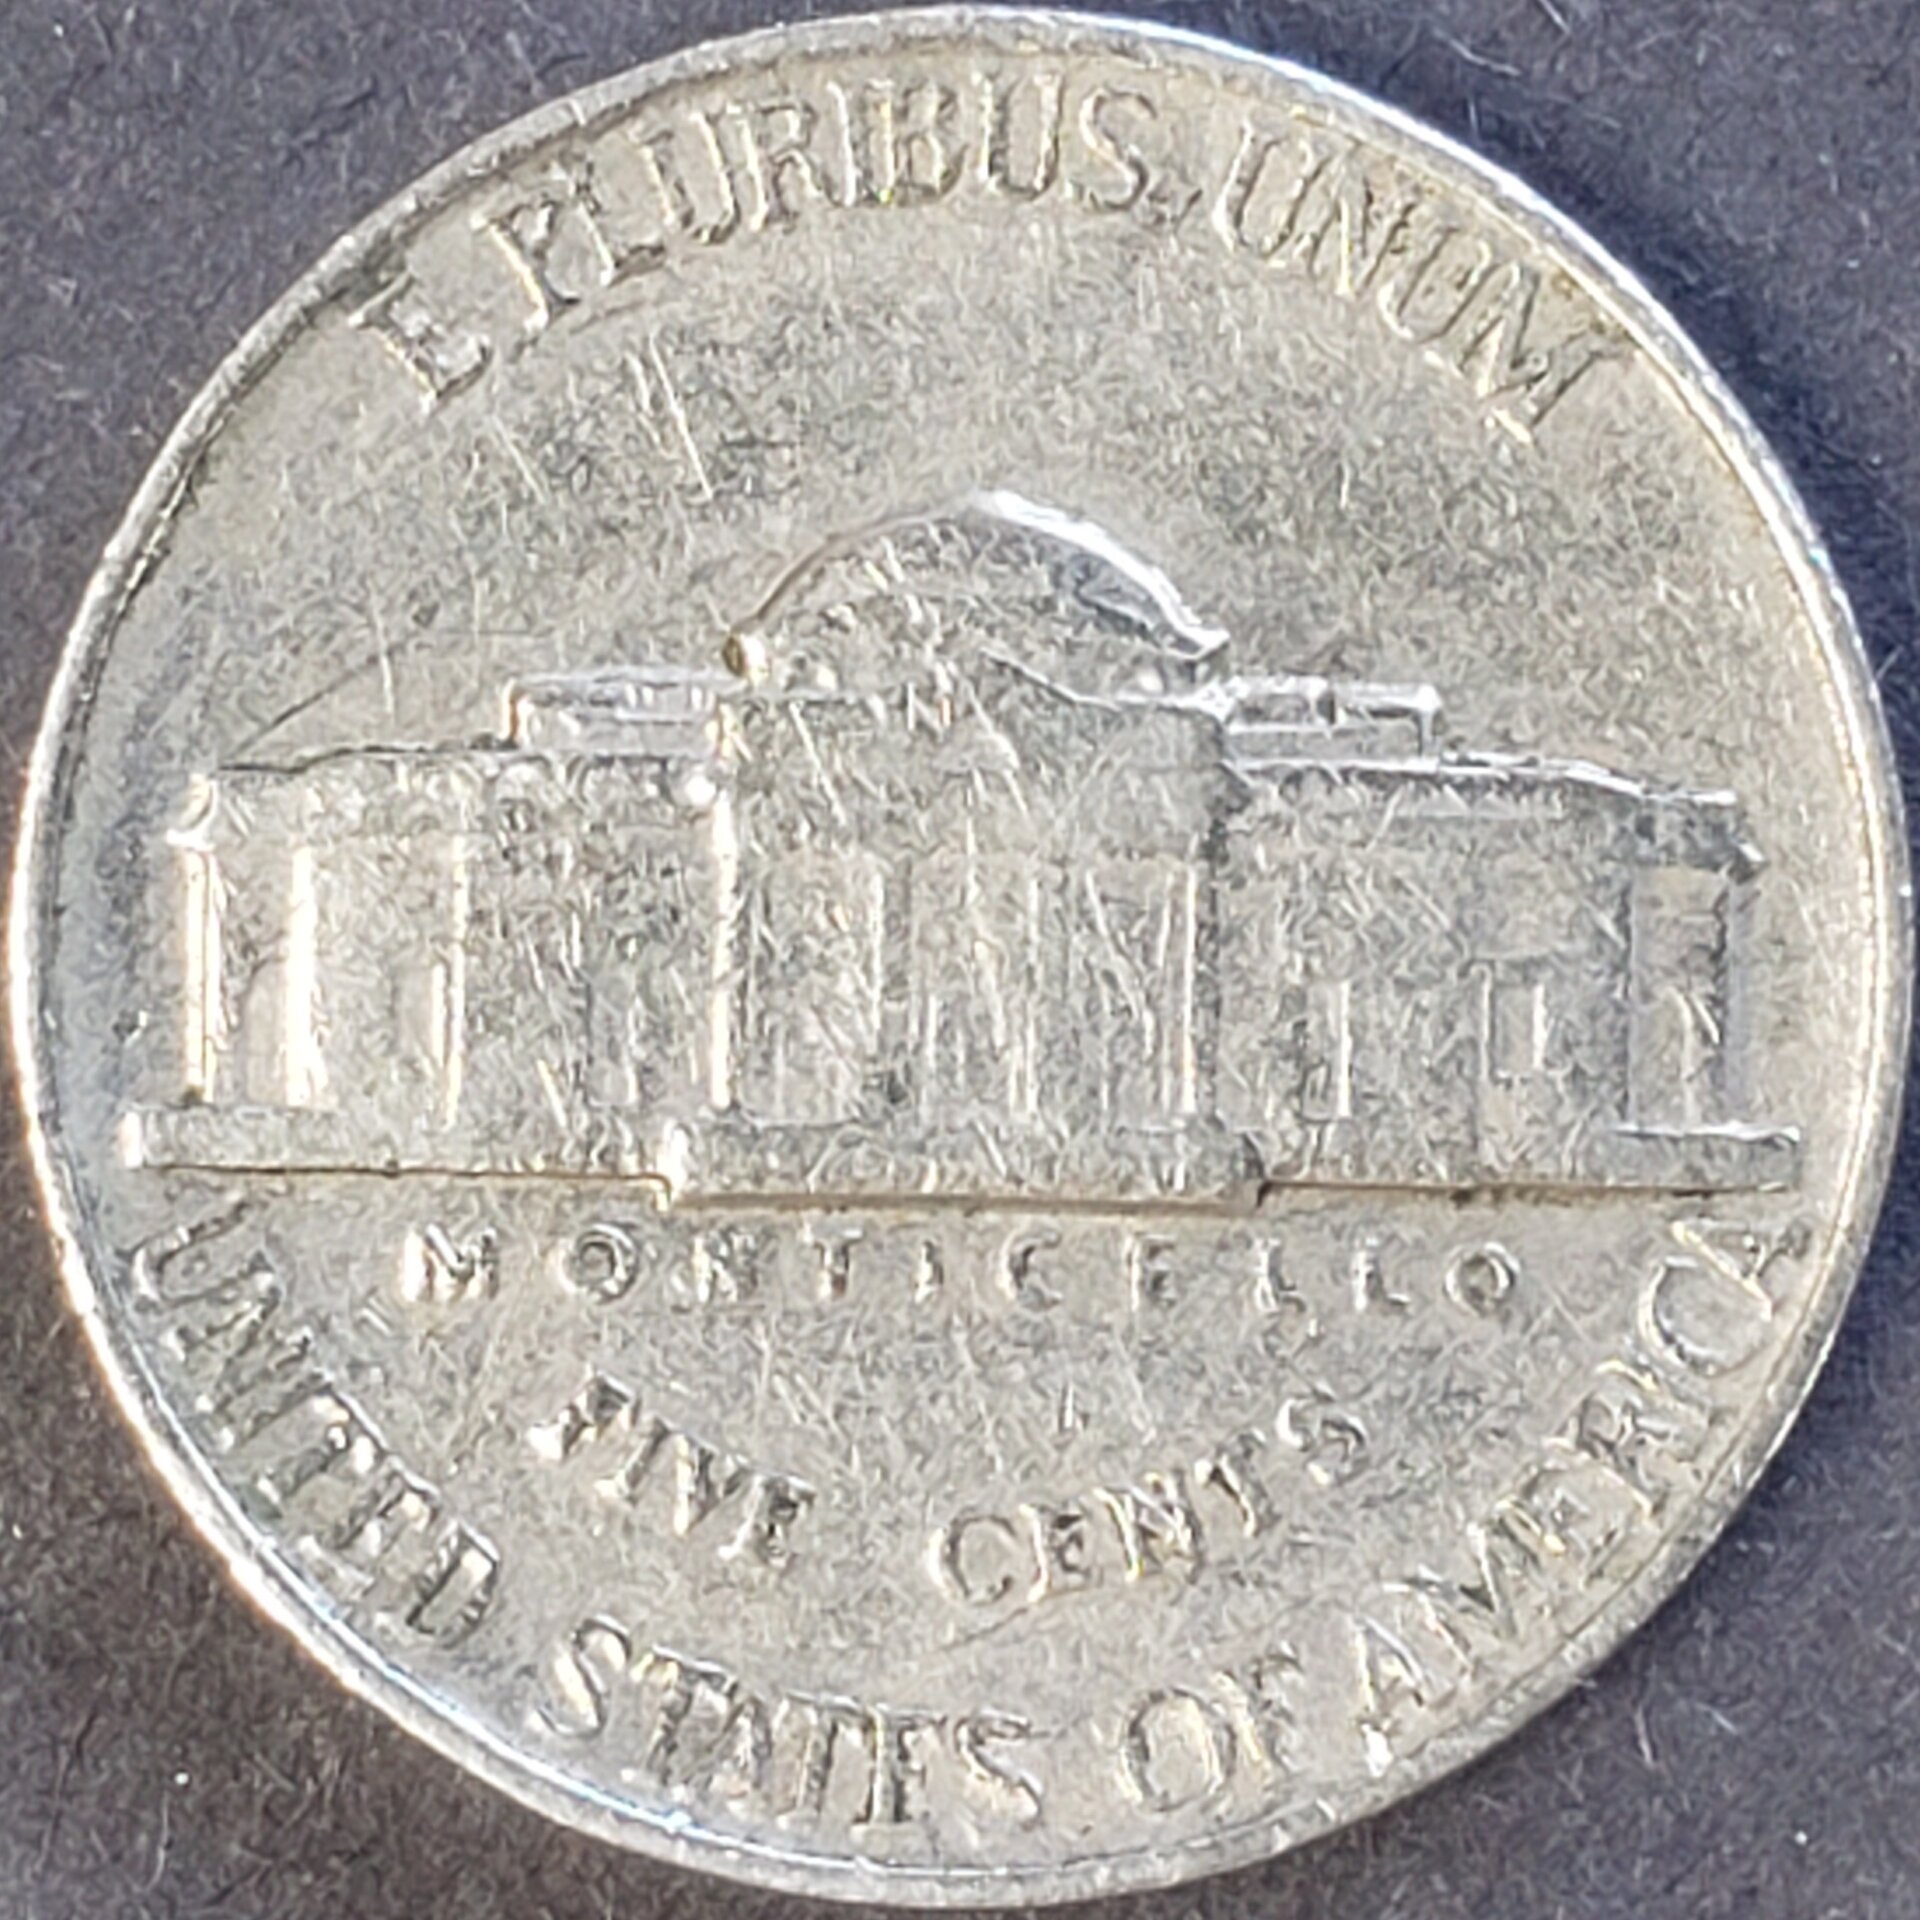 E·PLURIBUS·UNUM
MONTICELLO
FIVE CENTS
UNITED STATES OF AMERICA